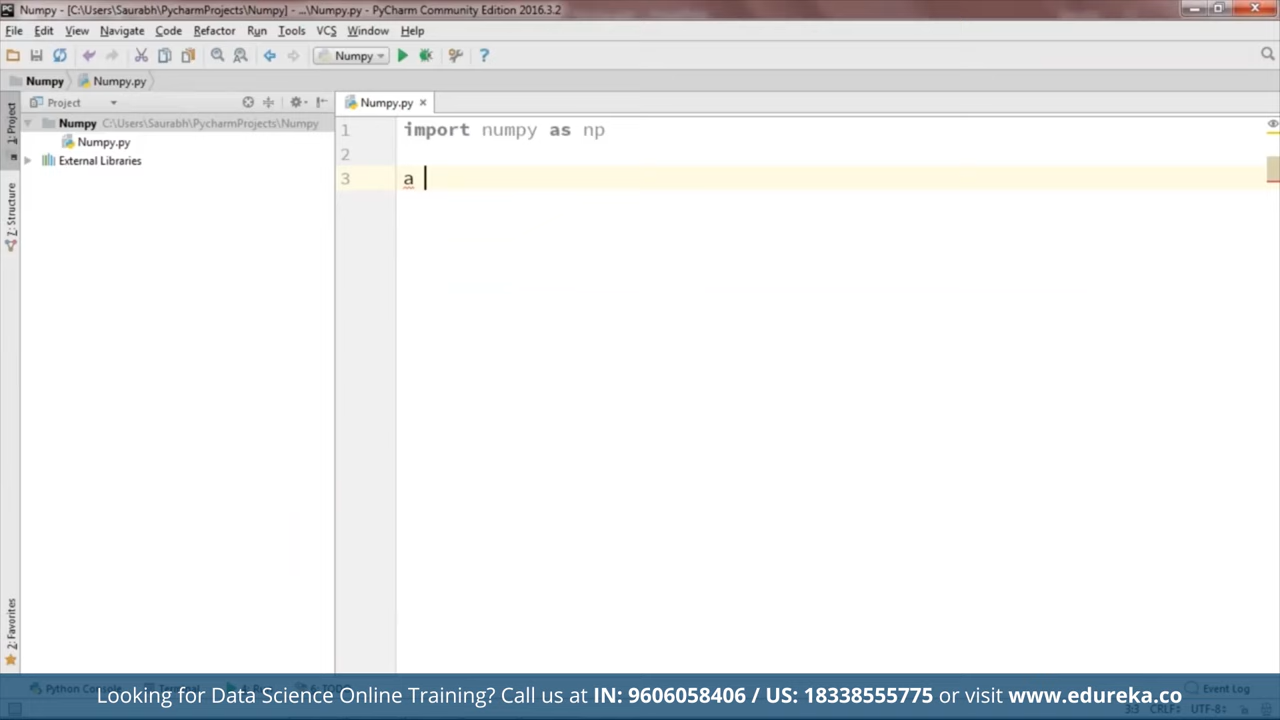 Numpy - [C:\Users\Saurabh\PycharmProjects\Numpy] - ...\Numpy.py - PyCharm Community Edition 2016.3.2
File Edit View Navigate Code Refactor Run Tools VCS Window Help
Numpy
Numpy Numpy.py
Project
Numpy.py
1: Project
Numpy C:\Users\Saurabh\PycharmProjects\Numpy
Numpy.py
External Libraries
Z: Structure
2: Favorites
1 import numpy as np
2
3 a
Python Console Terminal Event Log
Looking for Data Science Online Training? Call us at IN: 9606058406 / US: 18338555775 or visit www.edureka.co
3:3 CRLF: UTF-8: